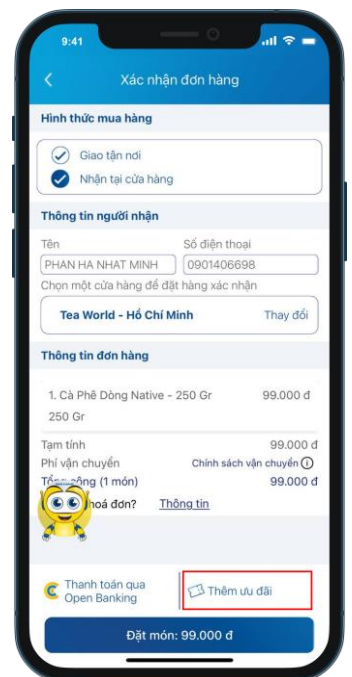 9:41
Xác nhận đơn hàng
Hình thức mua hàng
Giao tận nơi
Nhận tại cửa hàng
Thông tin người nhận
Tên Số điện thoại
PHAN HA NHAT MINH 0901406698
Chọn một cửa hàng để đặt hàng xác nhận
Tea World - Hồ Chí Minh Thay đổi
Thông tin đơn hàng
1. Cà Phê Dòng Native - 250 Gr 99.000 đ
250 Gr
Tạm tính 99.000 đ
Phí vận chuyển Chính sách vận chuyển
Tổng cộng (1 món) 99.000 đ
hoá đơn? Thông tin
Thanh toán qua
Open Banking
Thêm ưu đãi
Đặt món: 99.000 đ